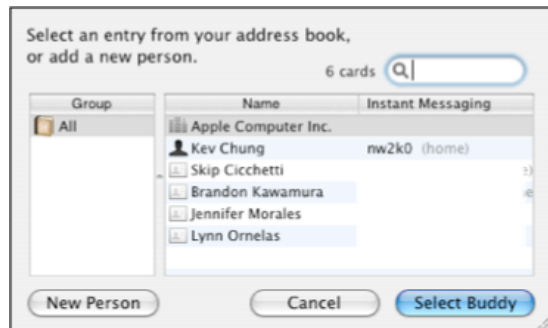 Select an entry from your address book,
or add a new person.
6 cards
Group Name Instant Messaging
All Apple Computer Inc.
Kev Chung nw2k0 (home)
Skip Cicchetti
Brandon Kawamura
Jennifer Morales
Lynn Ornelas
New Person Cancel Select Buddy